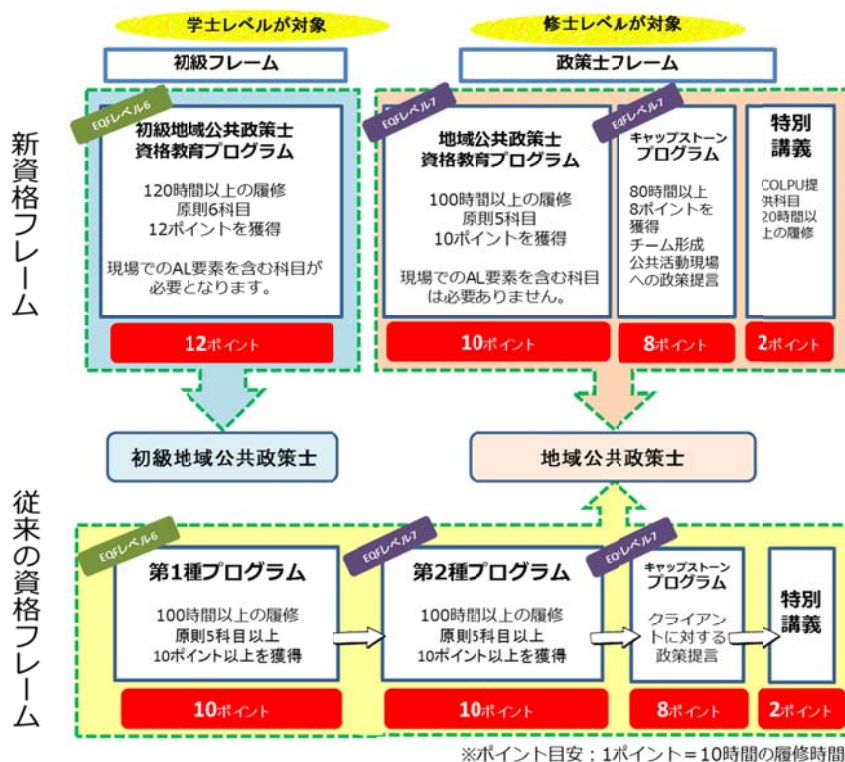 学士レベルが対象
修士レベルが対象
初級フレーム
政策士フレーム
新資格フレーム
EQFレベル6
初級地域公共政策士
資格教育プログラム
120時間以上の履修
原則6科目
12ポイントを獲得
現場でのAL要素を含む科目が
必要となります。
12ポイント
EQFレベル7
地域公共政策士
資格教育プログラム
100時間以上の履修
原則5科目
10ポイントを獲得
現場でのAL要素を含む科目
は必要ありません。
10ポイント
EQFレベル7
キャップストーン
プログラム
80時間以上
8ポイントを
獲得
チーム形成
公共活動現場
への政策提言
8ポイント
特別
講義
COLPU提
供科目
20時間以
上の履修
2ポイント
初級地域公共政策士
地域公共政策士
従来の資格フレーム
EQFレベル6
第1種プログラム
100時間以上の履修
原則5科目以上
10ポイント以上を獲得
10ポイント
EQFレベル7
第2種プログラム
100時間以上の履修
原則5科目以上
10ポイント以上を獲得
10ポイント
EQFレベル7
キャップストーン
プログラム
クライアン
トに対する
政策提言
8ポイント
特別
講義
2ポイント
※ポイント目安：1ポイント＝10時間の履修時間